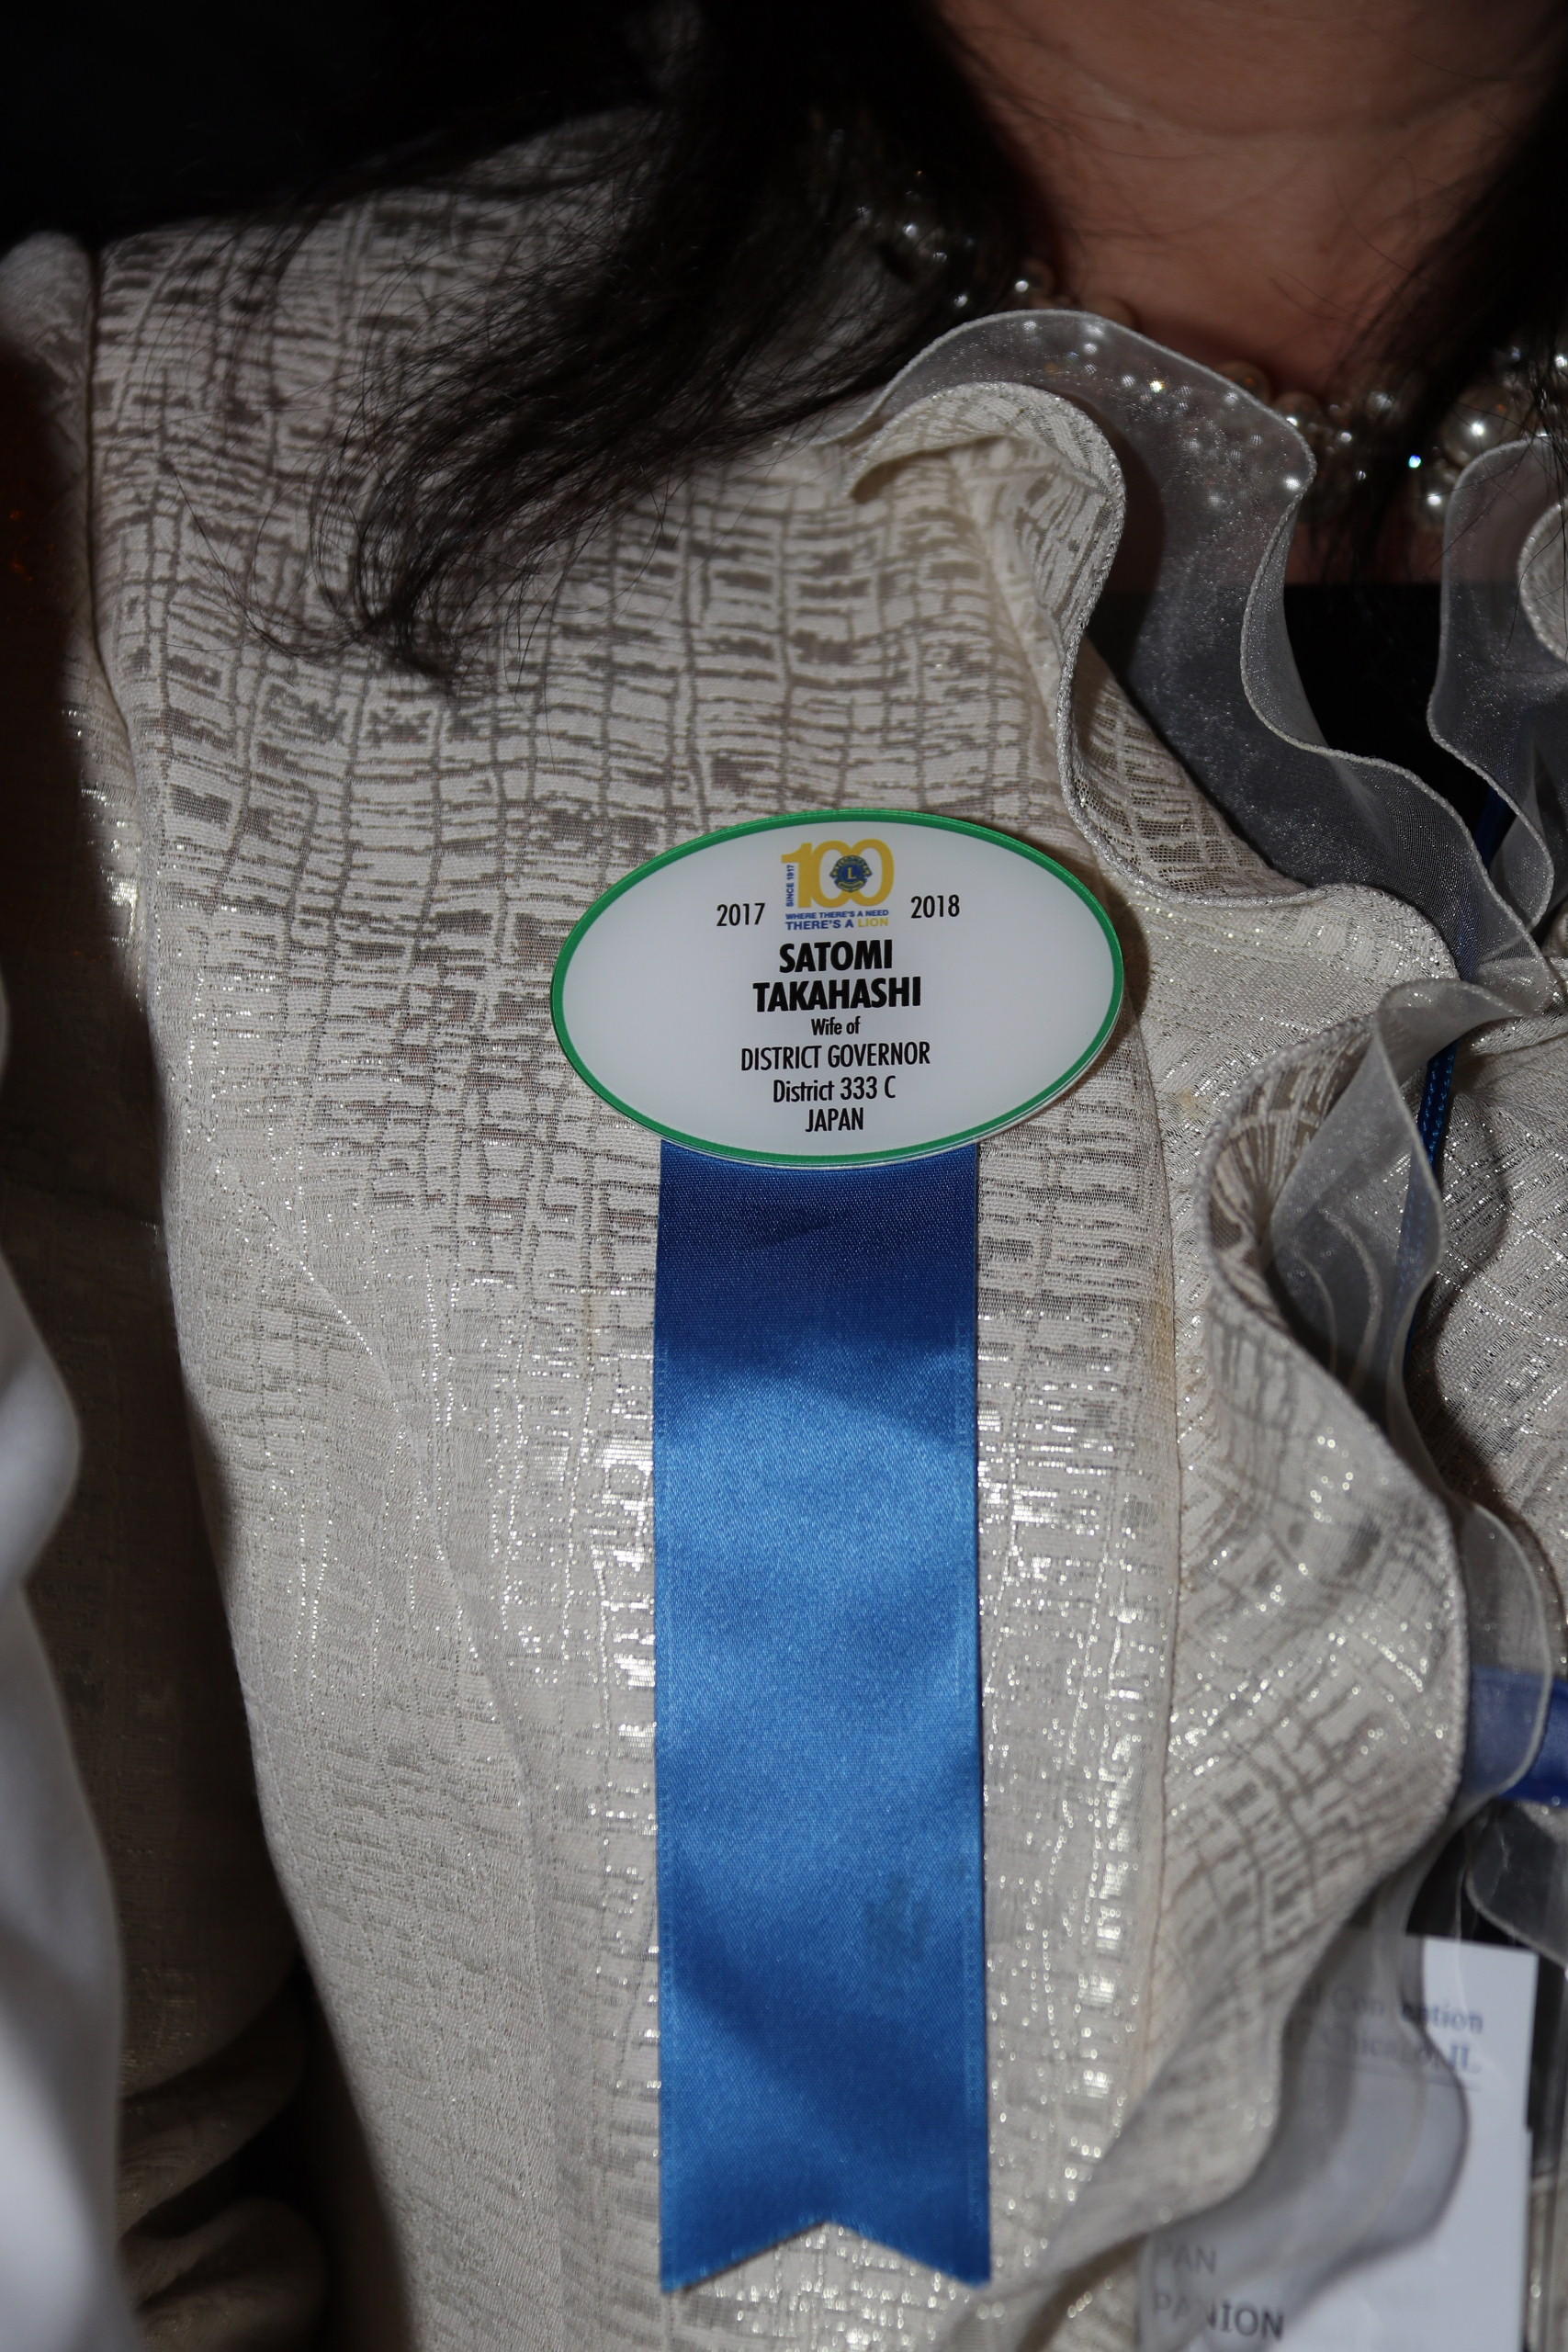 SINCE 1917
100
L
2017 2018
WHERE THERE'S A NEED
THERE'S A LION
SATOMI
TAKAHASHI
Wife of
DISTRICT GOVERNOR
District 333 C
JAPAN